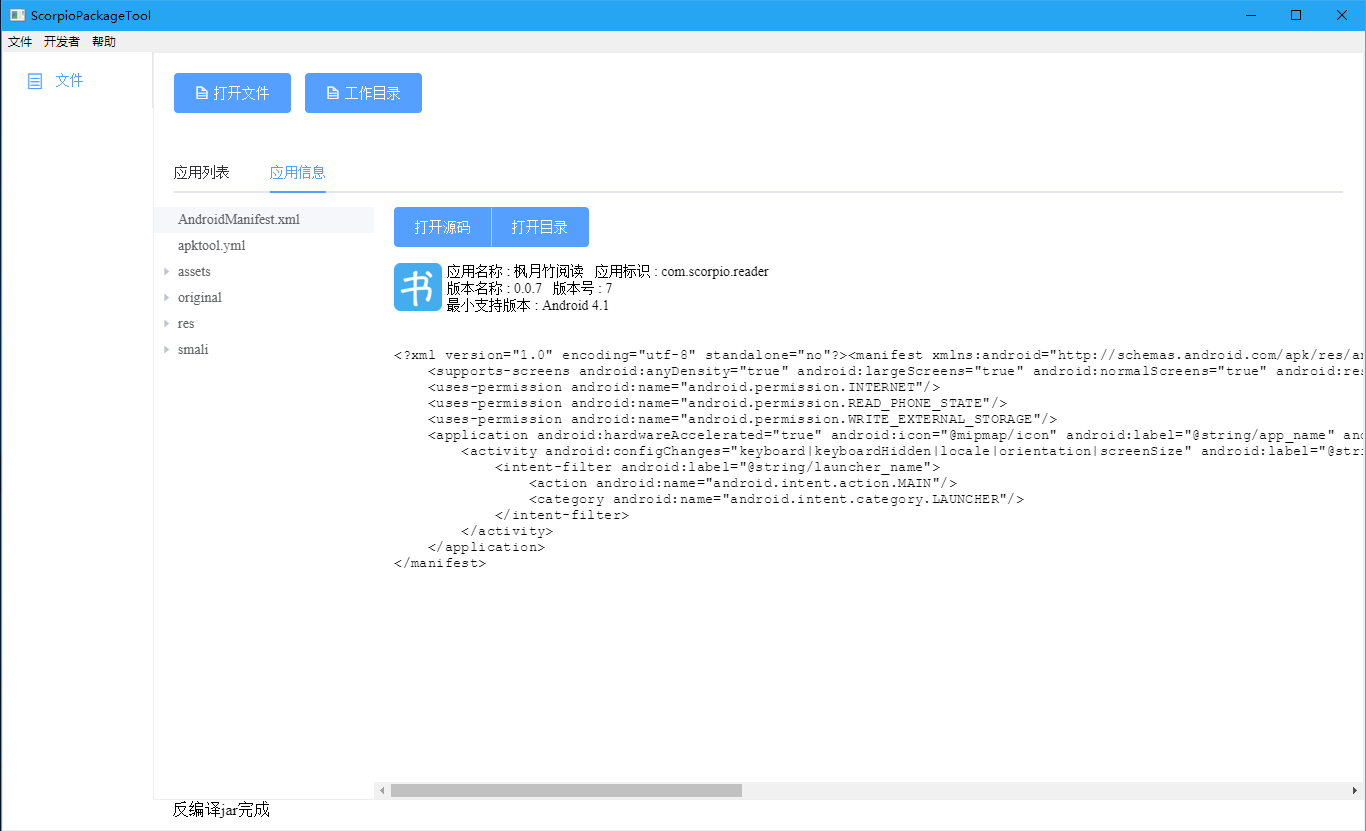 ScorpioPackageTool
文件 开发者 帮助
文件
打开文件 工作目录
应用列表 应用信息
AndroidManifest.xml
apktool.yml
assets
original
res
smali
打开源码 打开目录
书
应用名称 : 枫月竹阅读 应用标识 : com.scorpio.reader
版本名称 : 0.0.7 版本号 : 7
最小支持版本 : Android 4.1
<?xml version="1.0" encoding="utf-8" standalone="no"?><manifest xmlns:android="http://schemas.android.com/apk/res/a
<supports-screens android:anyDensity="true" android:largeScreens="true" android:normalScreens="true" android:res
<uses-permission android:name="android.permission.INTERNET"/>
<uses-permission android:name="android.permission.READ_PHONE_STATE"/>
<uses-permission android:name="android.permission.WRITE_EXTERNAL_STORAGE"/>
<application android:hardwareAccelerated="true" android:icon="@mipmap/icon" android:label="@string/app_name" and
<activity android:configChanges="keyboard|keyboardHidden|locale|orientation|screenSize" android:label="@str
<intent-filter android:label="@string/launcher_name">
<action android:name="android.intent.action.MAIN"/>
<category android:name="android.intent.category.LAUNCHER"/>
</intent-filter>
</activity>
</application>
</manifest>
反编译jar完成